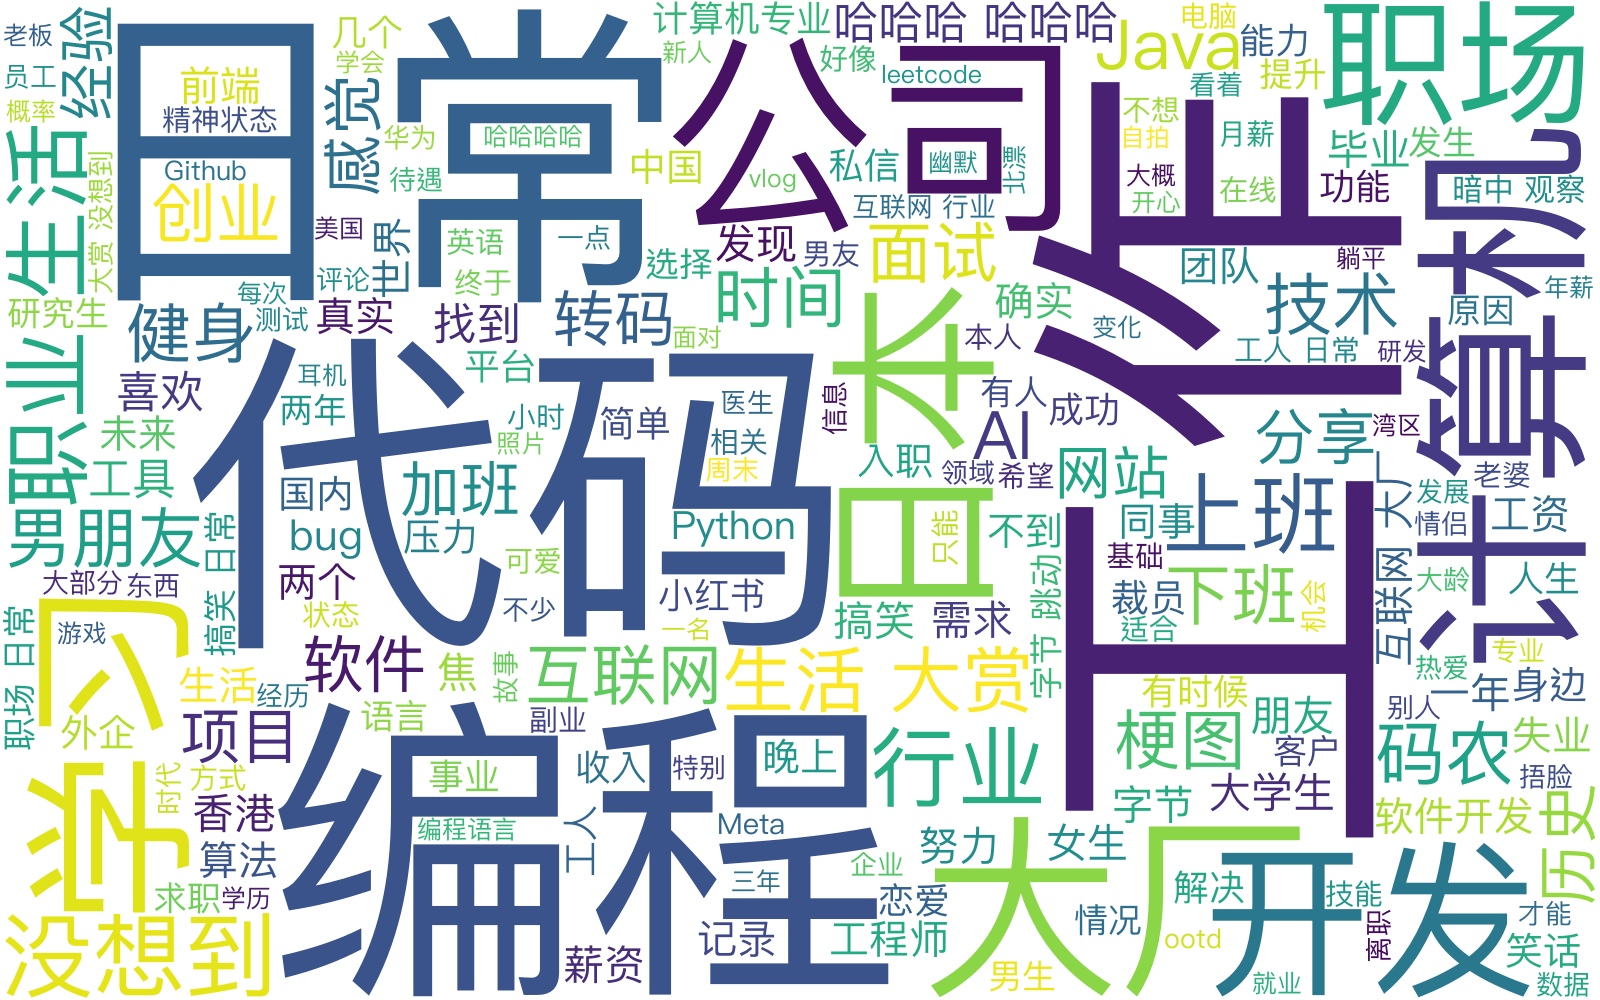 老板
员工
概率
经验
日常
前端
精神状态
Github
创业
几个
学会
感觉
华为
待遇
哈哈哈哈
计算机专业
新人
公司
好像
哈哈哈 哈哈哈
leetcode
Java
电脑
能力
提升
看着
职场
生活
没想到
大赏
研究生
每次
测试
美国
评论
世界
真实
英语
终于
一点
选择
中国
vlog
私信
幽默
北漂
互联网 行业
发现
男友
面试
不想
自拍
月薪
大概
开心
在线
毕业
发生
功能
暗中 观察
计算机
工作
团队
躺平
年薪
原因
技术
健身
找到
转码
时间
面对
日本
本人
确实
变化
工人 日常
研发
职业
喜欢
未来
工具
耳机
两年
代码
平台
小时
照片
简单
医生
相关
周末
信息
有人
AI
成功
入职
领域
希望
分享
湾区
老婆
男朋友
日常
搞笑
国内
bug
加班
压力
可爱
不少
Python
小红书
一名
只能
不到
网站
同事
基础
上班
下班
裁员
适合
机会
互联网 大厂
发展
情侣
大龄
工资
人生
热爱
专业
大部分
东西
游戏
职场 日常
学习
生活
经历
两个
状态
软件
焦
故事
互联网
生活 大赏
搞笑
需求
字节 跳动
有时候
梗图
朋友
客户
一年
身边
别人
码农
失业
外企
项目
语言
副业
编程
事业
收入
特别
晚上
行业
字节
大学生
捂脸
软件开发
历史
时代
方式
香港
算法
求职
学历
编程语言
工人
Meta
三年
企业
恋爱
努力
女生
大厂
开发
解决
技能
才能
没想到
薪资
记录
工程师
男生
情况
ootd
就业
离职
笑话
数据